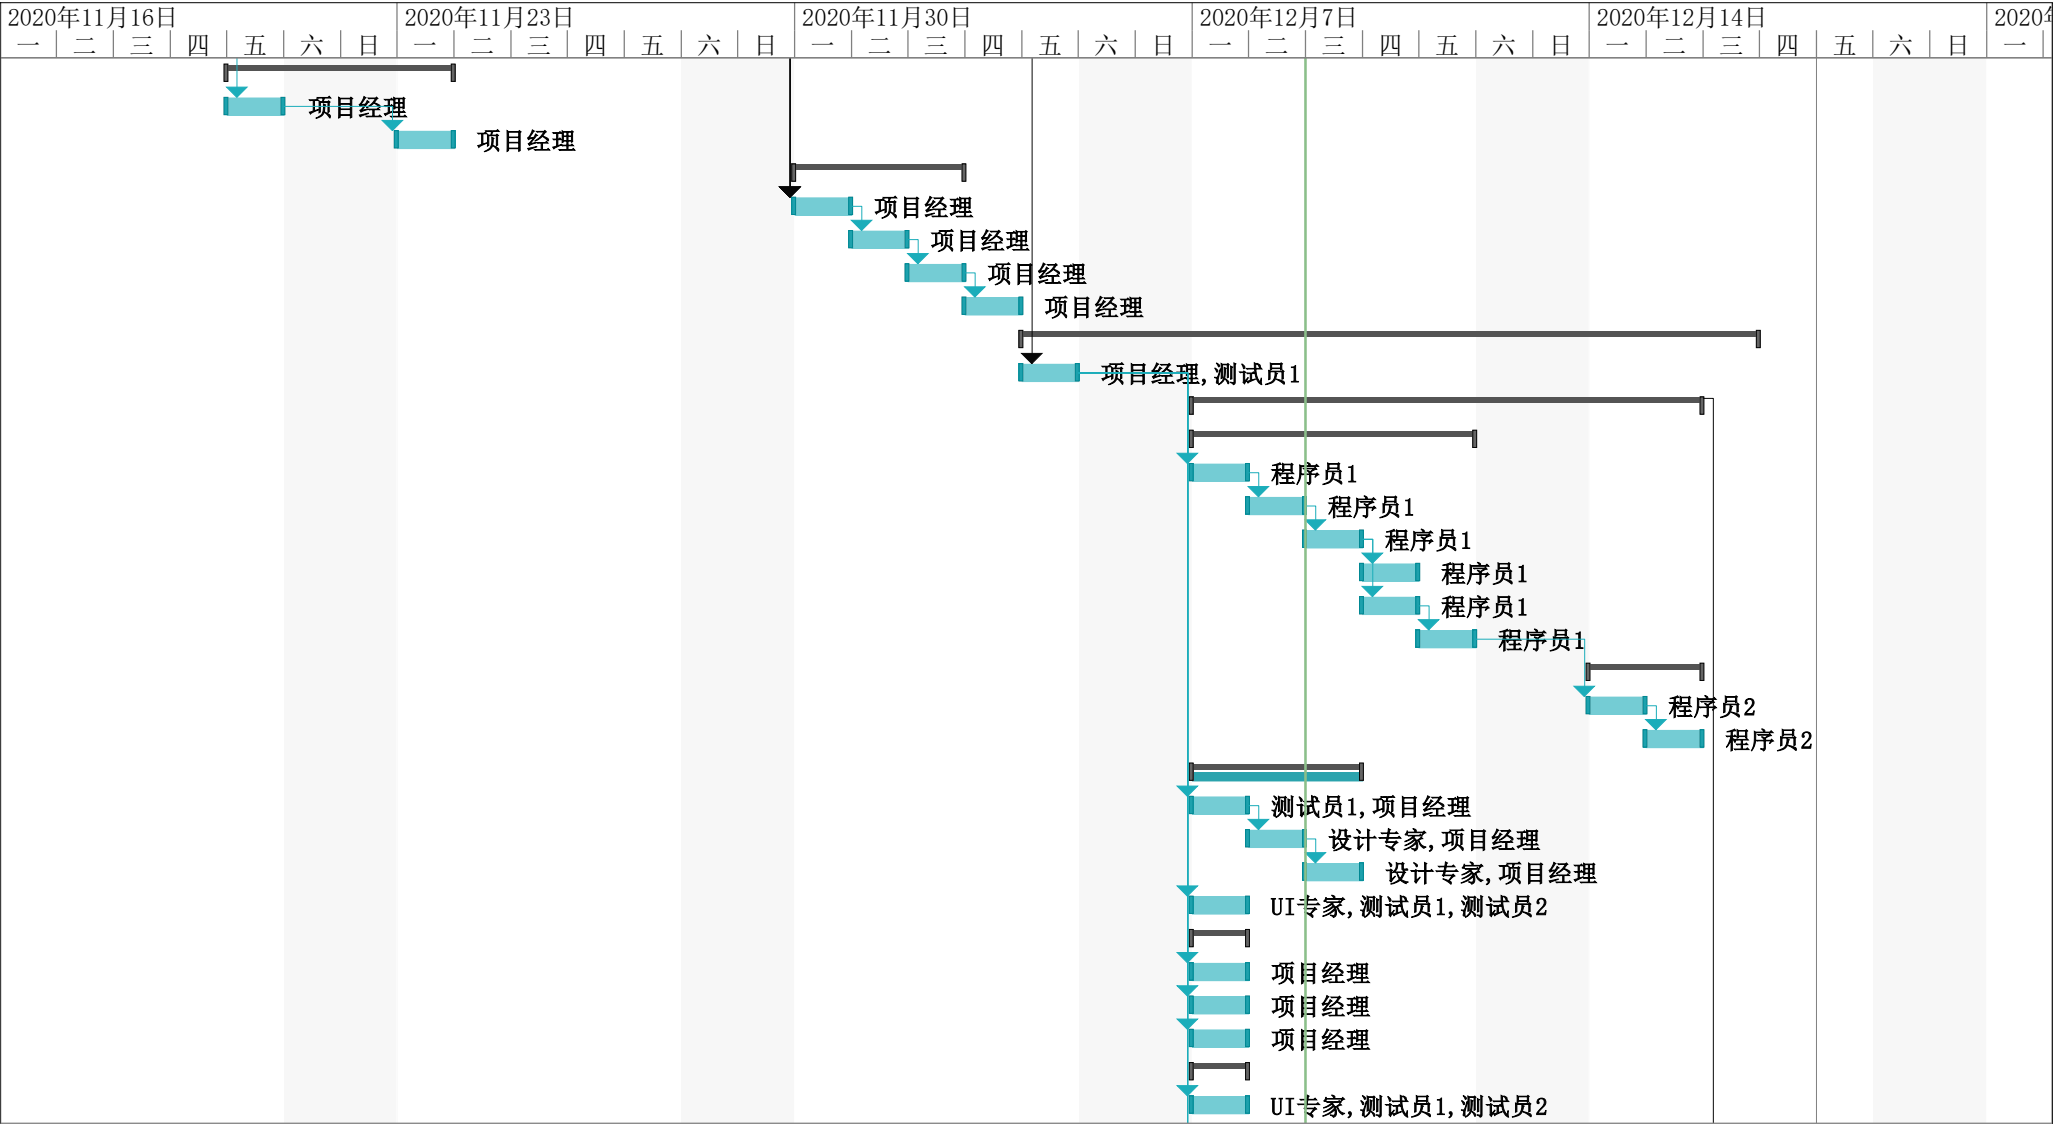 2020年11月16日 2020年11月23日 2020年11月30日 2020年12月7日 2020年12月14日 2020
一 二 三 四 五 六 日 一 二 三 四 五 六 日 一 二 三 四 五 六 日 一 二 三 四 五 六 日 一 二 三 四 五 六 日 一
项目经理
项目经理
项目经理
项目经理
项目经理
项目经理
项目经理,测试员1
程序员1
程序员1
程序员1
程序员1
程序员1
程序员1
程序员2
程序员2
测试员1,项目经理
设计专家,项目经理
设计专家,项目经理
UI专家,测试员1,测试员2
项目经理
项目经理
项目经理
UI专家,测试员1,测试员2